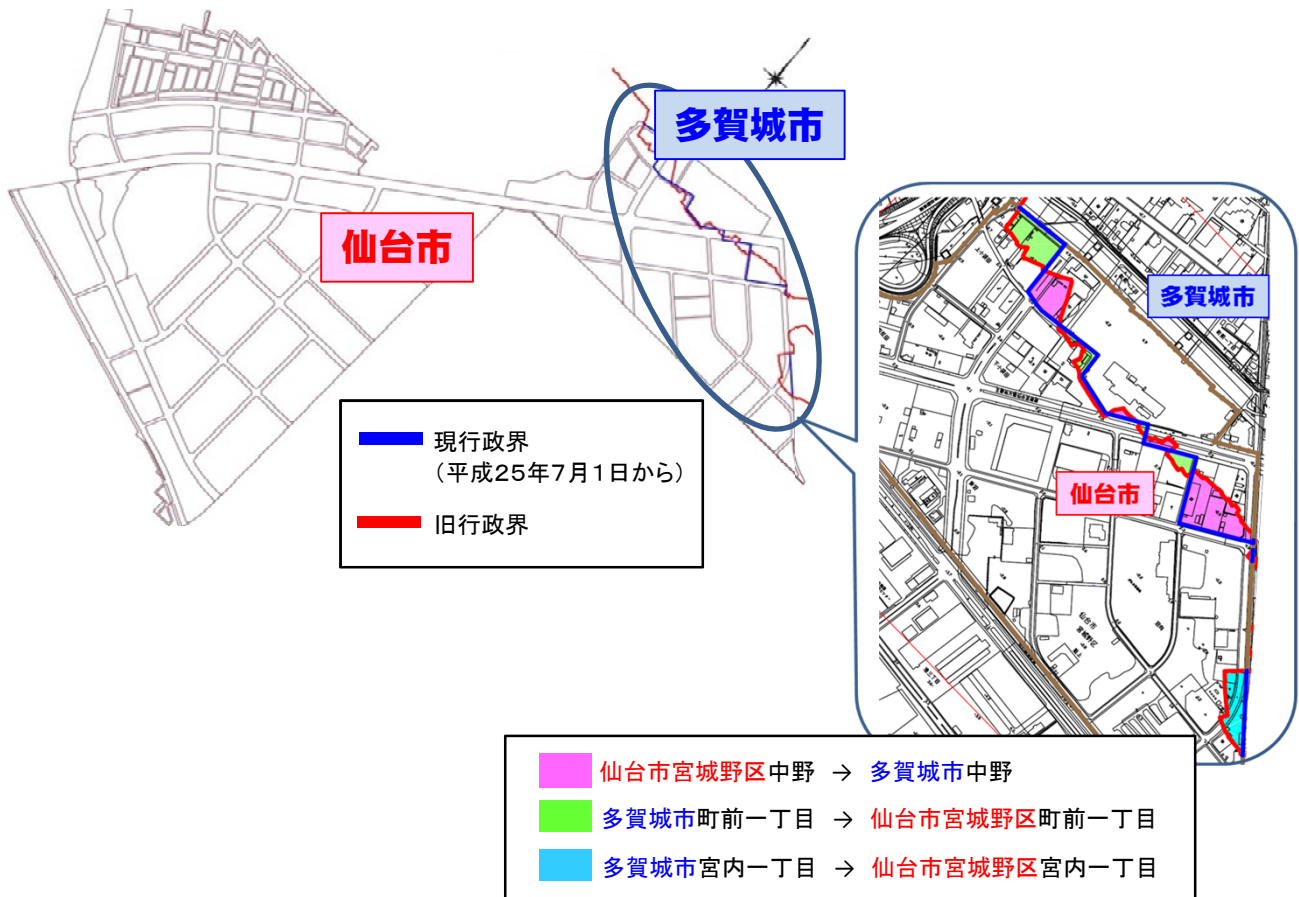 多賀城市
仙台市
多賀城市
仙台市
現行政界
（平成２５年７月１日から）
旧行政界
仙台市宮城野区中野 → 多賀城市中野
多賀城市町前一丁目 → 仙台市宮城野区町前一丁目
多賀城市宮内一丁目 → 仙台市宮城野区宮内一丁目